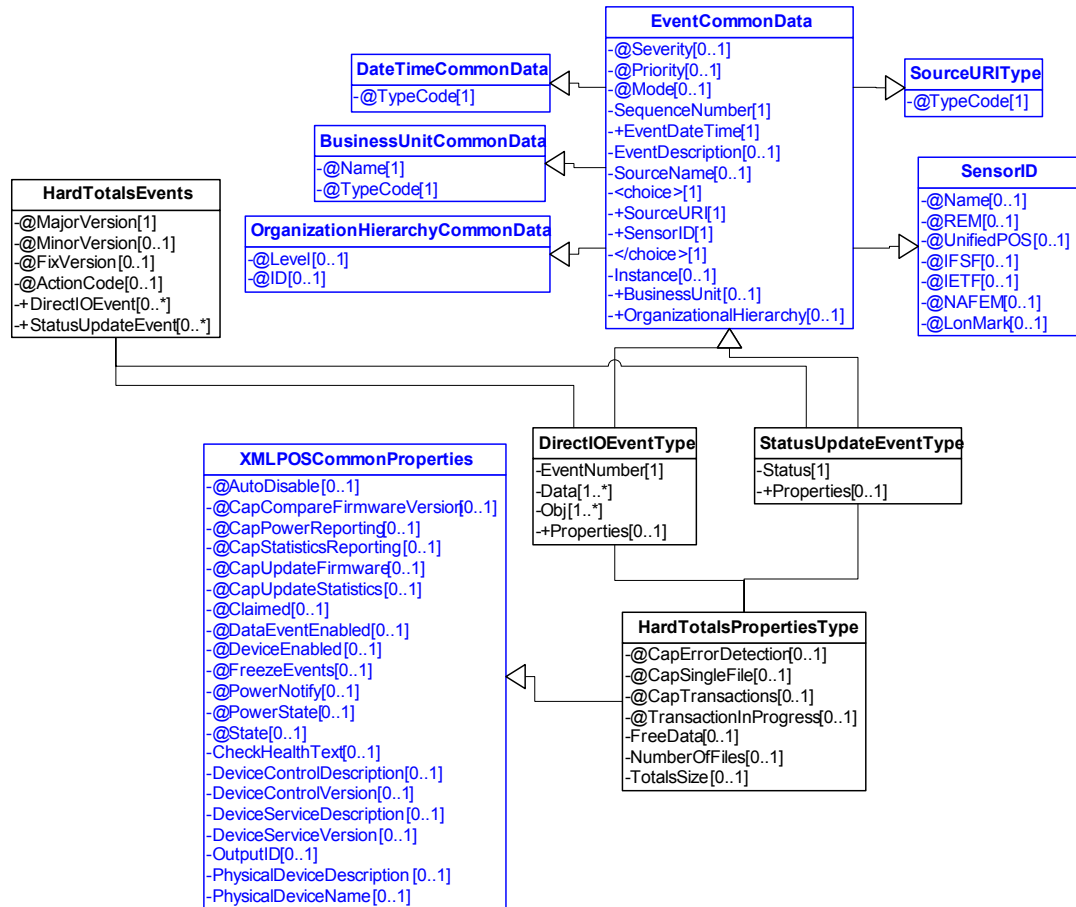 EventCommonData
-@Severity[0..1]
-@Priority[0..1]
-@Mode[0..1]
-SequenceNumber[1]
-+EventDateTime[1]
-EventDescription[0..1]
-SourceName[0..1]
-<choice>[1]
-+SourceURI[1]
-+SensorID[1]
-</choice>[1]
-Instance[0..1]
-+BusinessUnit[0..1]
-+OrganizationalHierarchy[0..1]
DateTimeCommonData
-@TypeCode[1]
SourceURIType
-@TypeCode[1]
BusinessUnitCommonData
-@Name[1]
-@TypeCode[1]
SensorID
-@Name[0..1]
-@REM[0..1]
-@UnifiedPOS[0..1]
-@IFSF[0..1]
-@IETF[0..1]
-@NAFEM[0..1]
-@LonMark[0..1]
HardTotalsEvents
-@MajorVersion[1]
-@MinorVersion[0..1]
-@FixVersion[0..1]
-@ActionCode[0..1]
-+DirectIOEvent[0..*]
-+StatusUpdateEvent[0..*]
OrganizationHierarchyCommonData
-@Level[0..1]
-@ID[0..1]
DirectIOEventType
-EventNumber[1]
-Data[1..*]
-Obj[1..*]
-+Properties[0..1]
StatusUpdateEventType
-Status[1]
-+Properties[0..1]
XMLPOSCommonProperties
-@AutoDisable[0..1]
-@CapCompareFirmwareVersion[0..1]
-@CapPowerReporting[0..1]
-@CapStatisticsReporting[0..1]
-@CapUpdateFirmware[0..1]
-@CapUpdateStatistics[0..1]
-@Claimed[0..1]
-@DataEventEnabled[0..1]
-@DeviceEnabled[0..1]
-@FreezeEvents[0..1]
-@PowerNotify[0..1]
-@PowerState[0..1]
-@State[0..1]
-CheckHealthText[0..1]
-DeviceControlDescription[0..1]
-DeviceControlVersion[0..1]
-DeviceServiceDescription[0..1]
-DeviceServiceVersion[0..1]
-OutputID[0..1]
-PhysicalDeviceDescription[0..1]
-PhysicalDeviceName[0..1]
HardTotalsPropertiesType
-@CapErrorDetection[0..1]
-@CapSingleFile[0..1]
-@CapTransactions[0..1]
-@TransactionInProgress[0..1]
-FreeData[0..1]
-NumberOfFiles[0..1]
-TotalsSize[0..1]